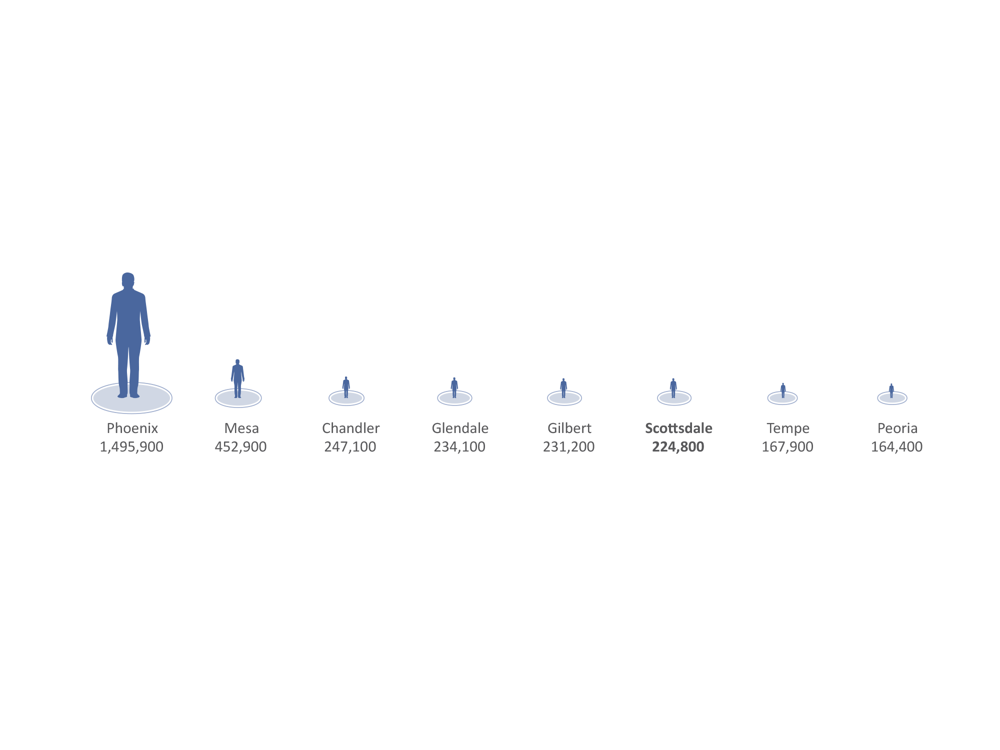 Phoenix
1,495,900
Mesa
452,900
Chandler
247,100
Glendale
234,100
Gilbert
231,200
Scottsdale
224,800
Tempe
167,900
Peoria
164,400